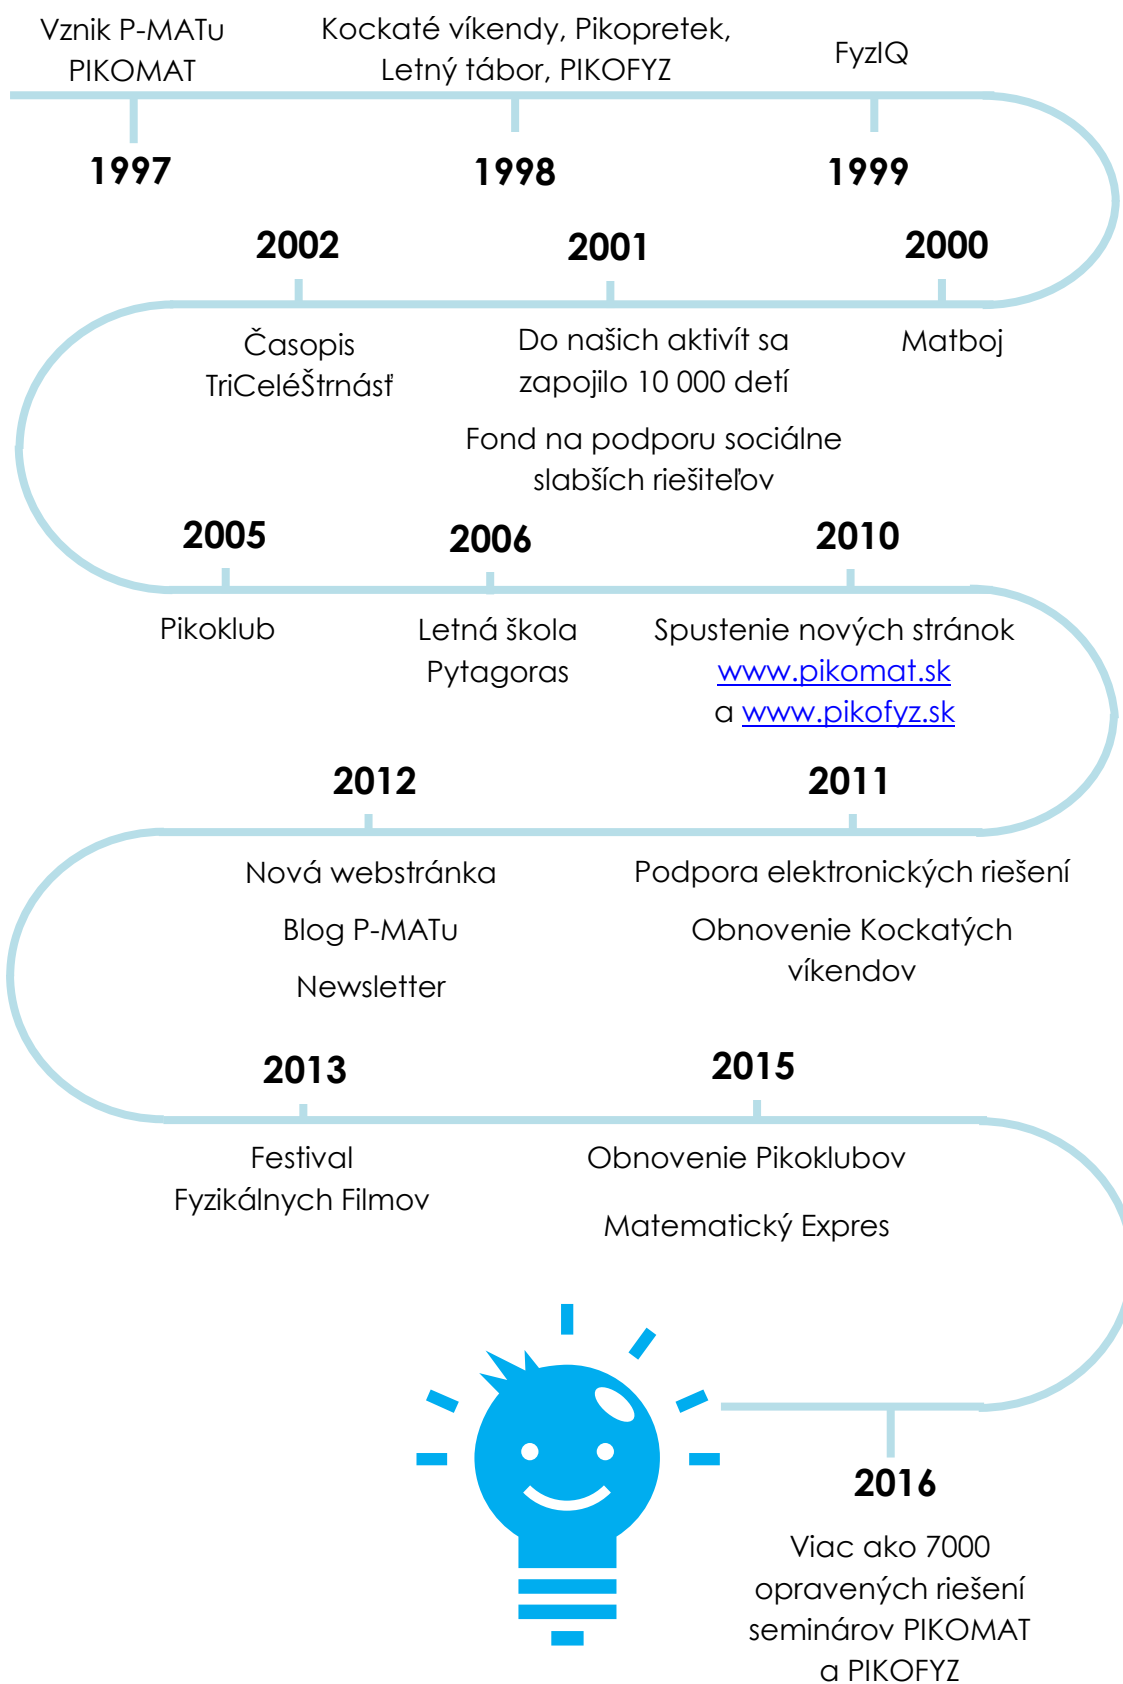 Vznik P-MATu
PIKOMAT
1997
Kockaté víkendy, Pikopretek,
Letný tábor, PIKOFYZ
1998
FyzIQ
1999
2000
Matboj
2001
Do našich aktivít sa
zapojilo 10 000 detí
Fond na podporu sociálne
slabších riešiteľov
2002
Časopis
TriCeléŠtrnásť
2005
Pikoklub
2006
Letná škola
Pytagoras
2010
Spustenie nových stránok
www.pikomat.sk
a www.pikofyz.sk
2011
Podpora elektronických riešení
Obnovenie Kockatých
víkendov
2012
Nová webstránka
Blog P-MATu
Newsletter
2013
Festival
Fyzikálnych Filmov
2015
Obnovenie Pikoklubov
Matematický Expres
2016
Viac ako 7000
opravených riešení
seminárov PIKOMAT
a PIKOFYZ